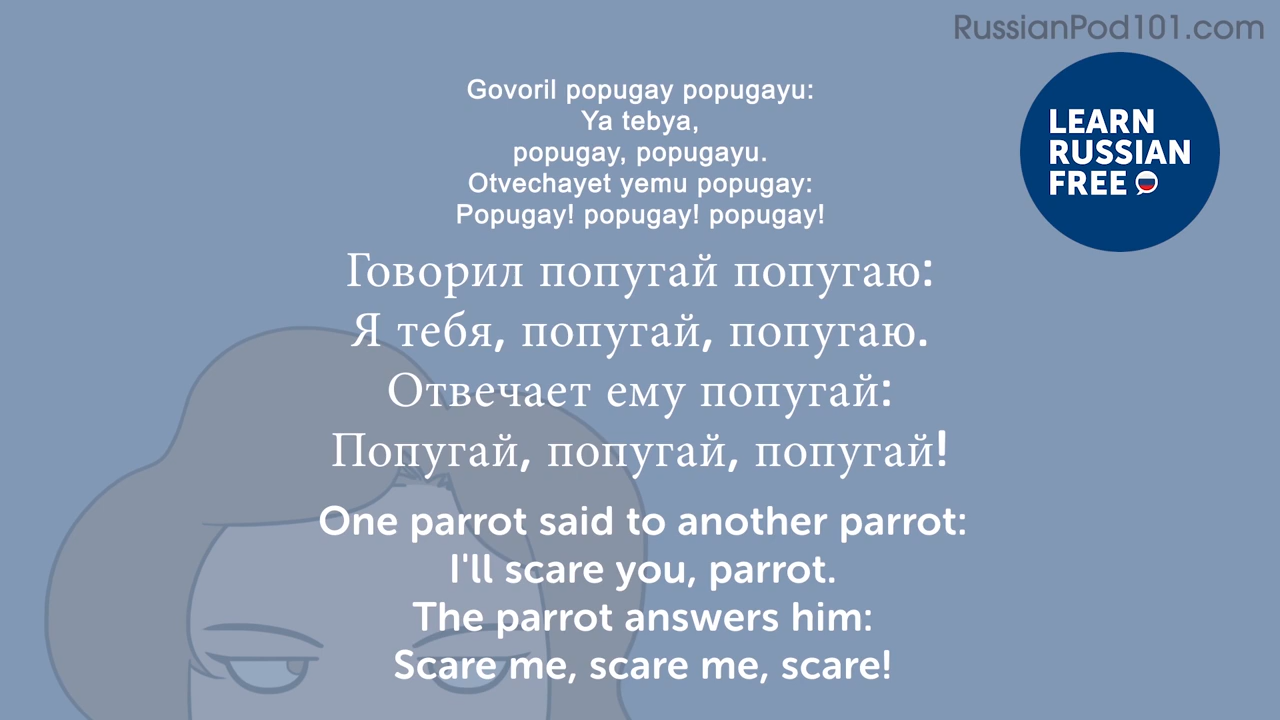 RussianPod101.com
Govoril popugay popugayu:
Ya tebya,
popugay, popugayu.
Otvechayet yemu popugay:
Popugay! popugay! popugay!
LEARN
RUSSIAN
FREE
Говорил попугай попугаю:
Я тебя, попугай, попугаю.
Отвечает ему попугай:
Попугай, попугай, попугай!
One parrot said to another parrot:
I'll scare you, parrot.
The parrot answers him:
Scare me, scare me, scare!